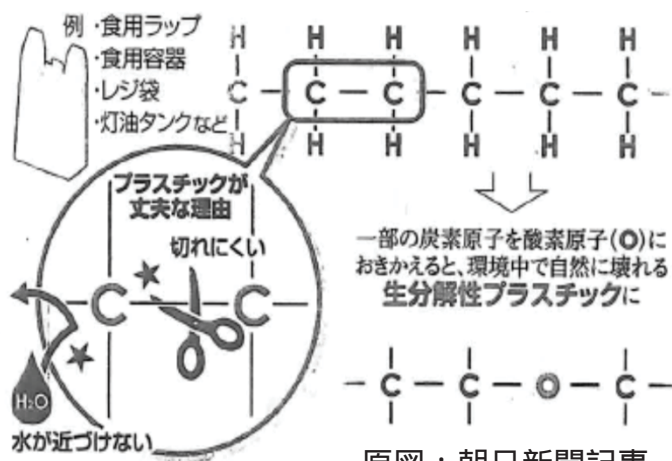 例・食用ラップ
・食用容器
・レジ袋
・灯油タンクなど
H H H H H H
C — C — C — C — C — C —
H H H H H H
プラスチックが
丈夫な理由
切れにくい
C C
H₂O
水が近づけない
一部の炭素原子を酸素原子(O)に
おきかえると、環境中で自然に壊れる
生分解性プラスチックに
— C — C — O — C —
原図：朝日新聞記事